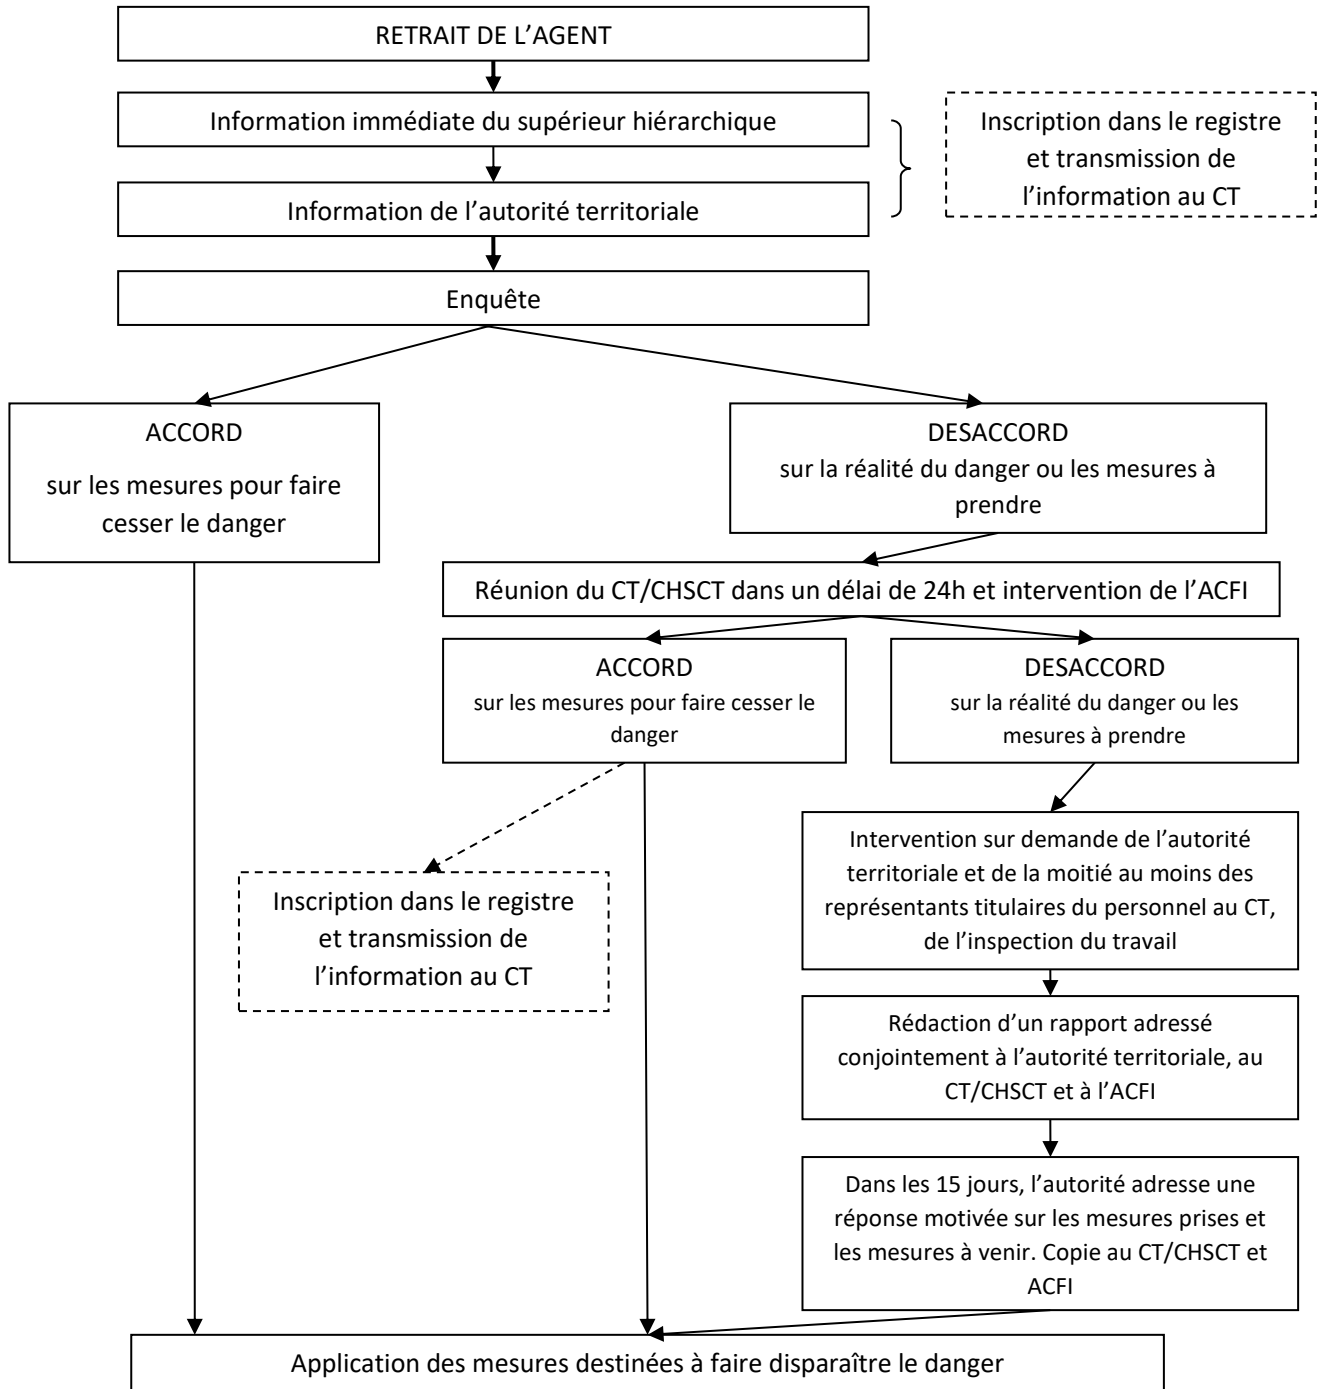 RETRAIT DE L’AGENT
Information immédiate du supérieur hiérarchique
Inscription dans le registre
et transmission de
l’information au CT
Information de l’autorité territoriale
Enquête
ACCORD
sur les mesures pour faire
cesser le danger
DESACCORD
sur la réalité du danger ou les mesures à
prendre
Réunion du CT/CHSCT dans un délai de 24h et intervention de l’ACFI
ACCORD
sur les mesures pour faire cesser le
danger
DESACCORD
sur la réalité du danger ou les
mesures à prendre
Inscription dans le registre
et transmission de
l’information au CT
Intervention sur demande de l’autorité
territoriale et de la moitié au moins des
représentants titulaires du personnel au CT,
de l’inspection du travail
Rédaction d’un rapport adressé
conjointement à l’autorité territoriale, au
CT/CHSCT et à l’ACFI
Dans les 15 jours, l’autorité adresse une
réponse motivée sur les mesures prises et
les mesures à venir. Copie au CT/CHSCT et
ACFI
Application des mesures destinées à faire disparaître le danger